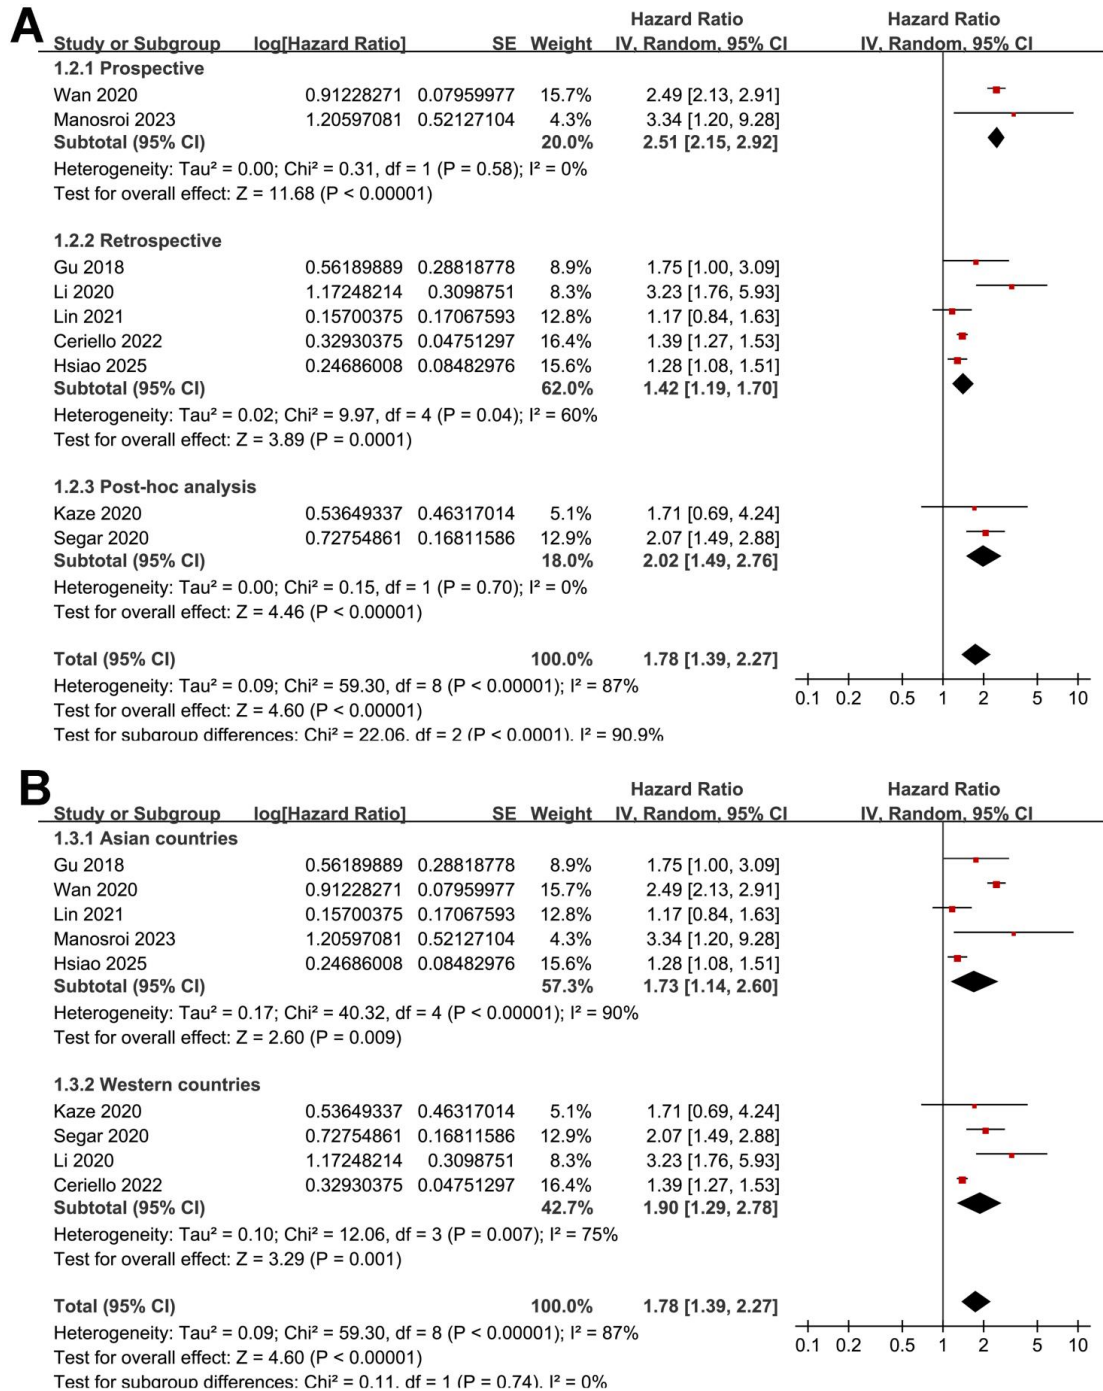 A
Hazard Ratio Hazard Ratio
Study or Subgroup log[Hazard Ratio] SE Weight IV, Random, 95% CI IV, Random, 95% CI
1.2.1 Prospective
Wan 2020 0.91228271 0.07959977 15.7% 2.49 [2.13, 2.91]
Manosroi 2023 1.20597081 0.52127104 4.3% 3.34 [1.20, 9.28]
Subtotal (95% CI) 20.0% 2.51 [2.15, 2.92]
Heterogeneity: Tau² = 0.00; Chi² = 0.31, df = 1 (P = 0.58); I² = 0%
Test for overall effect: Z = 11.68 (P < 0.00001)
1.2.2 Retrospective
Gu 2018 0.56189889 0.28818778 8.9% 1.75 [1.00, 3.09]
Li 2020 1.17248214 0.3098751 8.3% 3.23 [1.76, 5.93]
Lin 2021 0.15700375 0.17067593 12.8% 1.17 [0.84, 1.63]
Ceriello 2022 0.32930375 0.04751297 16.4% 1.39 [1.27, 1.53]
Hsiao 2025 0.24686008 0.08482976 15.6% 1.28 [1.08, 1.51]
Subtotal (95% CI) 62.0% 1.42 [1.19, 1.70]
Heterogeneity: Tau² = 0.02; Chi² = 9.97, df = 4 (P = 0.04); I² = 60%
Test for overall effect: Z = 3.89 (P = 0.0001)
1.2.3 Post-hoc analysis
Kaze 2020 0.53649337 0.46317014 5.1% 1.71 [0.69, 4.24]
Segar 2020 0.72754861 0.16811586 12.9% 2.07 [1.49, 2.88]
Subtotal (95% CI) 18.0% 2.02 [1.49, 2.76]
Heterogeneity: Tau² = 0.00; Chi² = 0.15, df = 1 (P = 0.70); I² = 0%
Test for overall effect: Z = 4.46 (P < 0.00001)
Total (95% CI) 100.0% 1.78 [1.39, 2.27]
Heterogeneity: Tau² = 0.09; Chi² = 59.30, df = 8 (P < 0.00001); I² = 87%
Test for overall effect: Z = 4.60 (P < 0.00001)
Test for subgroup differences: Chi² = 22.06, df = 2 (P < 0.0001), I² = 90.9%
0.1 0.2 0.5 1 2 5 10
B
Hazard Ratio Hazard Ratio
Study or Subgroup log[Hazard Ratio] SE Weight IV, Random, 95% CI IV, Random, 95% CI
1.3.1 Asian countries
Gu 2018 0.56189889 0.28818778 8.9% 1.75 [1.00, 3.09]
Wan 2020 0.91228271 0.07959977 15.7% 2.49 [2.13, 2.91]
Lin 2021 0.15700375 0.17067593 12.8% 1.17 [0.84, 1.63]
Manosroi 2023 1.20597081 0.52127104 4.3% 3.34 [1.20, 9.28]
Hsiao 2025 0.24686008 0.08482976 15.6% 1.28 [1.08, 1.51]
Subtotal (95% CI) 57.3% 1.73 [1.14, 2.60]
Heterogeneity: Tau² = 0.17; Chi² = 40.32, df = 4 (P < 0.00001); I² = 90%
Test for overall effect: Z = 2.60 (P = 0.009)
1.3.2 Western countries
Kaze 2020 0.53649337 0.46317014 5.1% 1.71 [0.69, 4.24]
Segar 2020 0.72754861 0.16811586 12.9% 2.07 [1.49, 2.88]
Li 2020 1.17248214 0.3098751 8.3% 3.23 [1.76, 5.93]
Ceriello 2022 0.32930375 0.04751297 16.4% 1.39 [1.27, 1.53]
Subtotal (95% CI) 42.7% 1.90 [1.29, 2.78]
Heterogeneity: Tau² = 0.10; Chi² = 12.06, df = 3 (P = 0.007); I² = 75%
Test for overall effect: Z = 3.29 (P = 0.001)
Total (95% CI) 100.0% 1.78 [1.39, 2.27]
Heterogeneity: Tau² = 0.09; Chi² = 59.30, df = 8 (P < 0.00001); I² = 87%
Test for overall effect: Z = 4.60 (P < 0.00001)
Test for subgroup differences: Chi² = 0.11, df = 1 (P = 0.74), I² = 0%
0.1 0.2 0.5 1 2 5 10